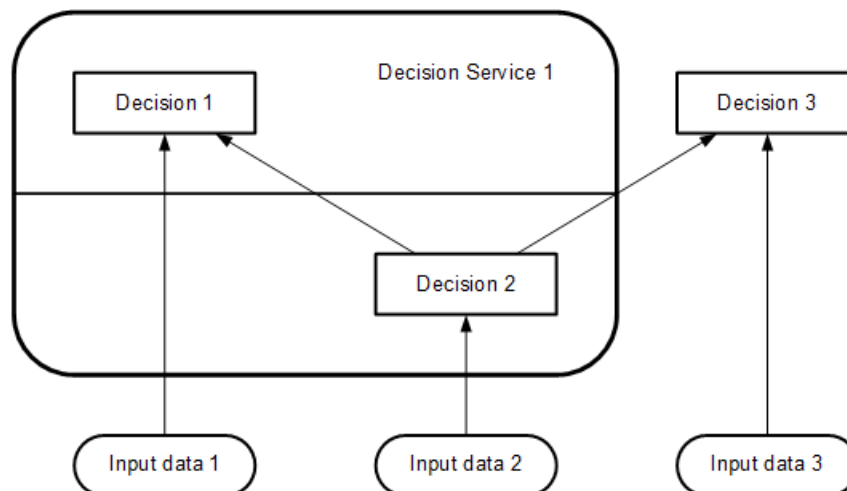 Decision Service 1
Decision 1
Decision 3
Decision 2
Input data 1
Input data 2
Input data 3